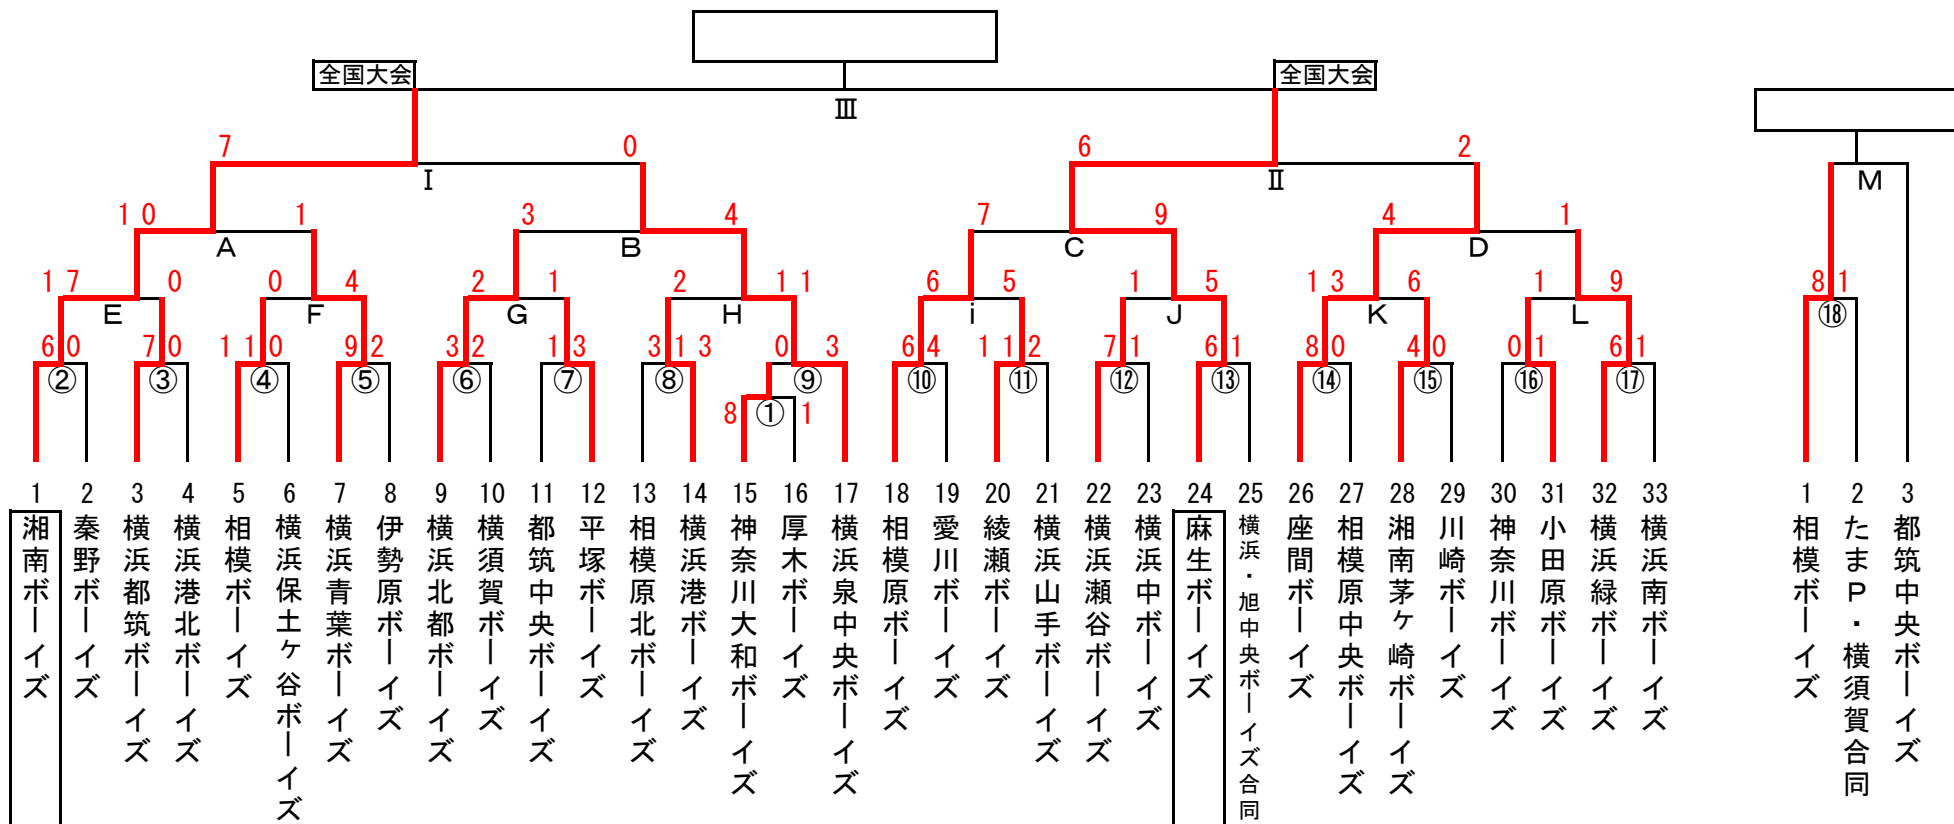 全国大会 全国大会
Ⅲ
7 0 6 2
Ⅰ Ⅱ M
10 1 3 4 7 9 4 1
A B C D
17 0 0 4 2 1 2 11 6 5 1 5 13 6 1 9 8 1
E F G H i J K L ⑱
6 0 7 0 11 0 9 2 3 2 1 3 3 13 0 3 6 4 11 2 7 1 6 1 8 0 4 0 0 1 6 1
② ③ ④ ⑤ ⑥ ⑦ ⑧ ⑨ ⑩ ⑪ ⑫ ⑬ ⑭ ⑮ ⑯ ⑰
8 ① 1
1 湘南ボーイズ
2 秦野ボーイズ
3 横浜都筑ボーイズ
4 横浜港北ボーイズ
5 相模ボーイズ
6 横浜保土ヶ谷ボーイズ
7 横浜青葉ボーイズ
8 伊勢原ボーイズ
9 横浜北都ボーイズ
10 横須賀ボーイズ
11 都筑中央ボーイズ
12 平塚ボーイズ
13 相模原北ボーイズ
14 横浜港ボーイズ
15 神奈川大和ボーイズ
16 厚木ボーイズ
17 横浜泉中央ボーイズ
18 相模原ボーイズ
19 愛川ボーイズ
20 綾瀬ボーイズ
21 横浜山手ボーイズ
22 横浜瀬谷ボーイズ
23 横浜中ボーイズ
24 麻生ボーイズ
25 横浜・旭中央ボーイズ合同
26 座間ボーイズ
27 相模原中央ボーイズ
28 湘南茅ヶ崎ボーイズ
29 川崎ボーイズ
30 神奈川ボーイズ
31 小田原ボーイズ
32 横浜緑ボーイズ
33 横浜南ボーイズ
1 相模ボーイズ
2 たまP・横須賀合同
3 都筑中央ボーイズ